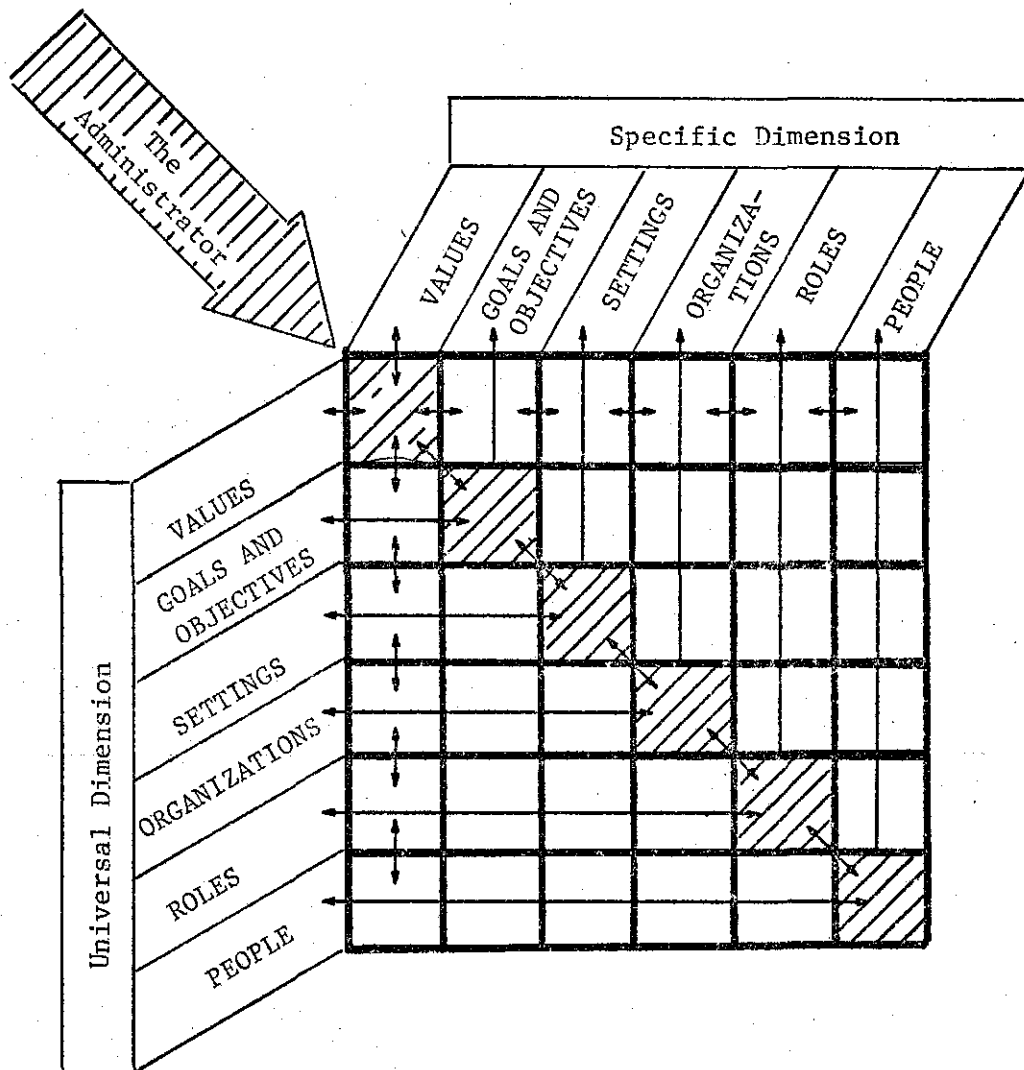 The
Administrator
Specific Dimension
VALUES
GOALS AND
OBJECTIVES
SETTINGS
ORGANIZA-
TIONS
ROLES
PEOPLE
Universal Dimension
VALUES
GOALS AND
OBJECTIVES
SETTINGS
ORGANIZATIONS
ROLES
PEOPLE